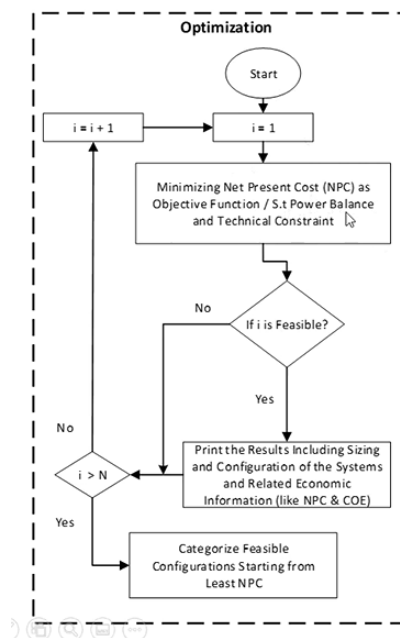 Optimization
Start
i = i + 1
i = 1
Minimizing Net Present Cost (NPC) as
Objective Function / S.t Power Balance
and Technical Constraint
No
If i is Feasible?
Yes
Print the Results Including Sizing
and Configuration of the Systems
and Related Economic
Information (like NPC & COE)
No
i > N
Yes
Categorize Feasible
Configurations Starting from
Least NPC